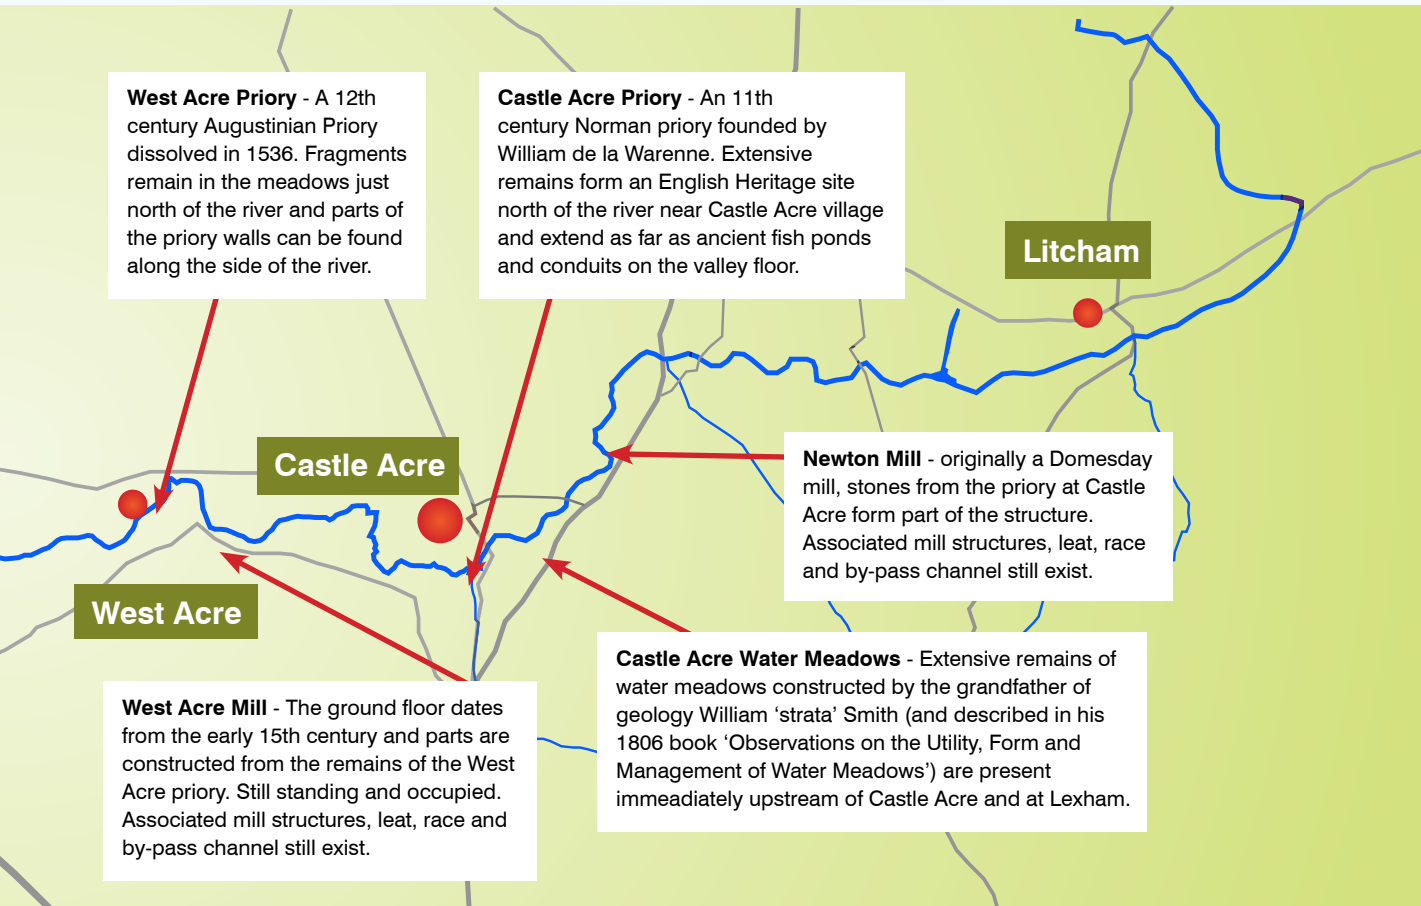 West Acre Priory - A 12th
century Augustinian Priory
dissolved in 1536. Fragments
remain in the meadows just
north of the river and parts of
the priory walls can be found
along the side of the river.
Castle Acre Priory - An 11th
century Norman priory founded by
William de la Warenne. Extensive
remains form an English Heritage site
north of the river near Castle Acre village
and extend as far as ancient fish ponds
and conduits on the valley floor.
Litcham
Castle Acre
Newton Mill - originally a Domesday
mill, stones from the priory at Castle
Acre form part of the structure.
Associated mill structures, leat, race
and by-pass channel still exist.
West Acre
Castle Acre Water Meadows - Extensive remains of
water meadows constructed by the grandfather of
geology William ‘strata’ Smith (and described in his
1806 book ‘Observations on the Utility, Form and
Management of Water Meadows’) are present
immeadiately upstream of Castle Acre and at Lexham.
West Acre Mill - The ground floor dates
from the early 15th century and parts are
constructed from the remains of the West
Acre priory. Still standing and occupied.
Associated mill structures, leat, race and
by-pass channel still exist.